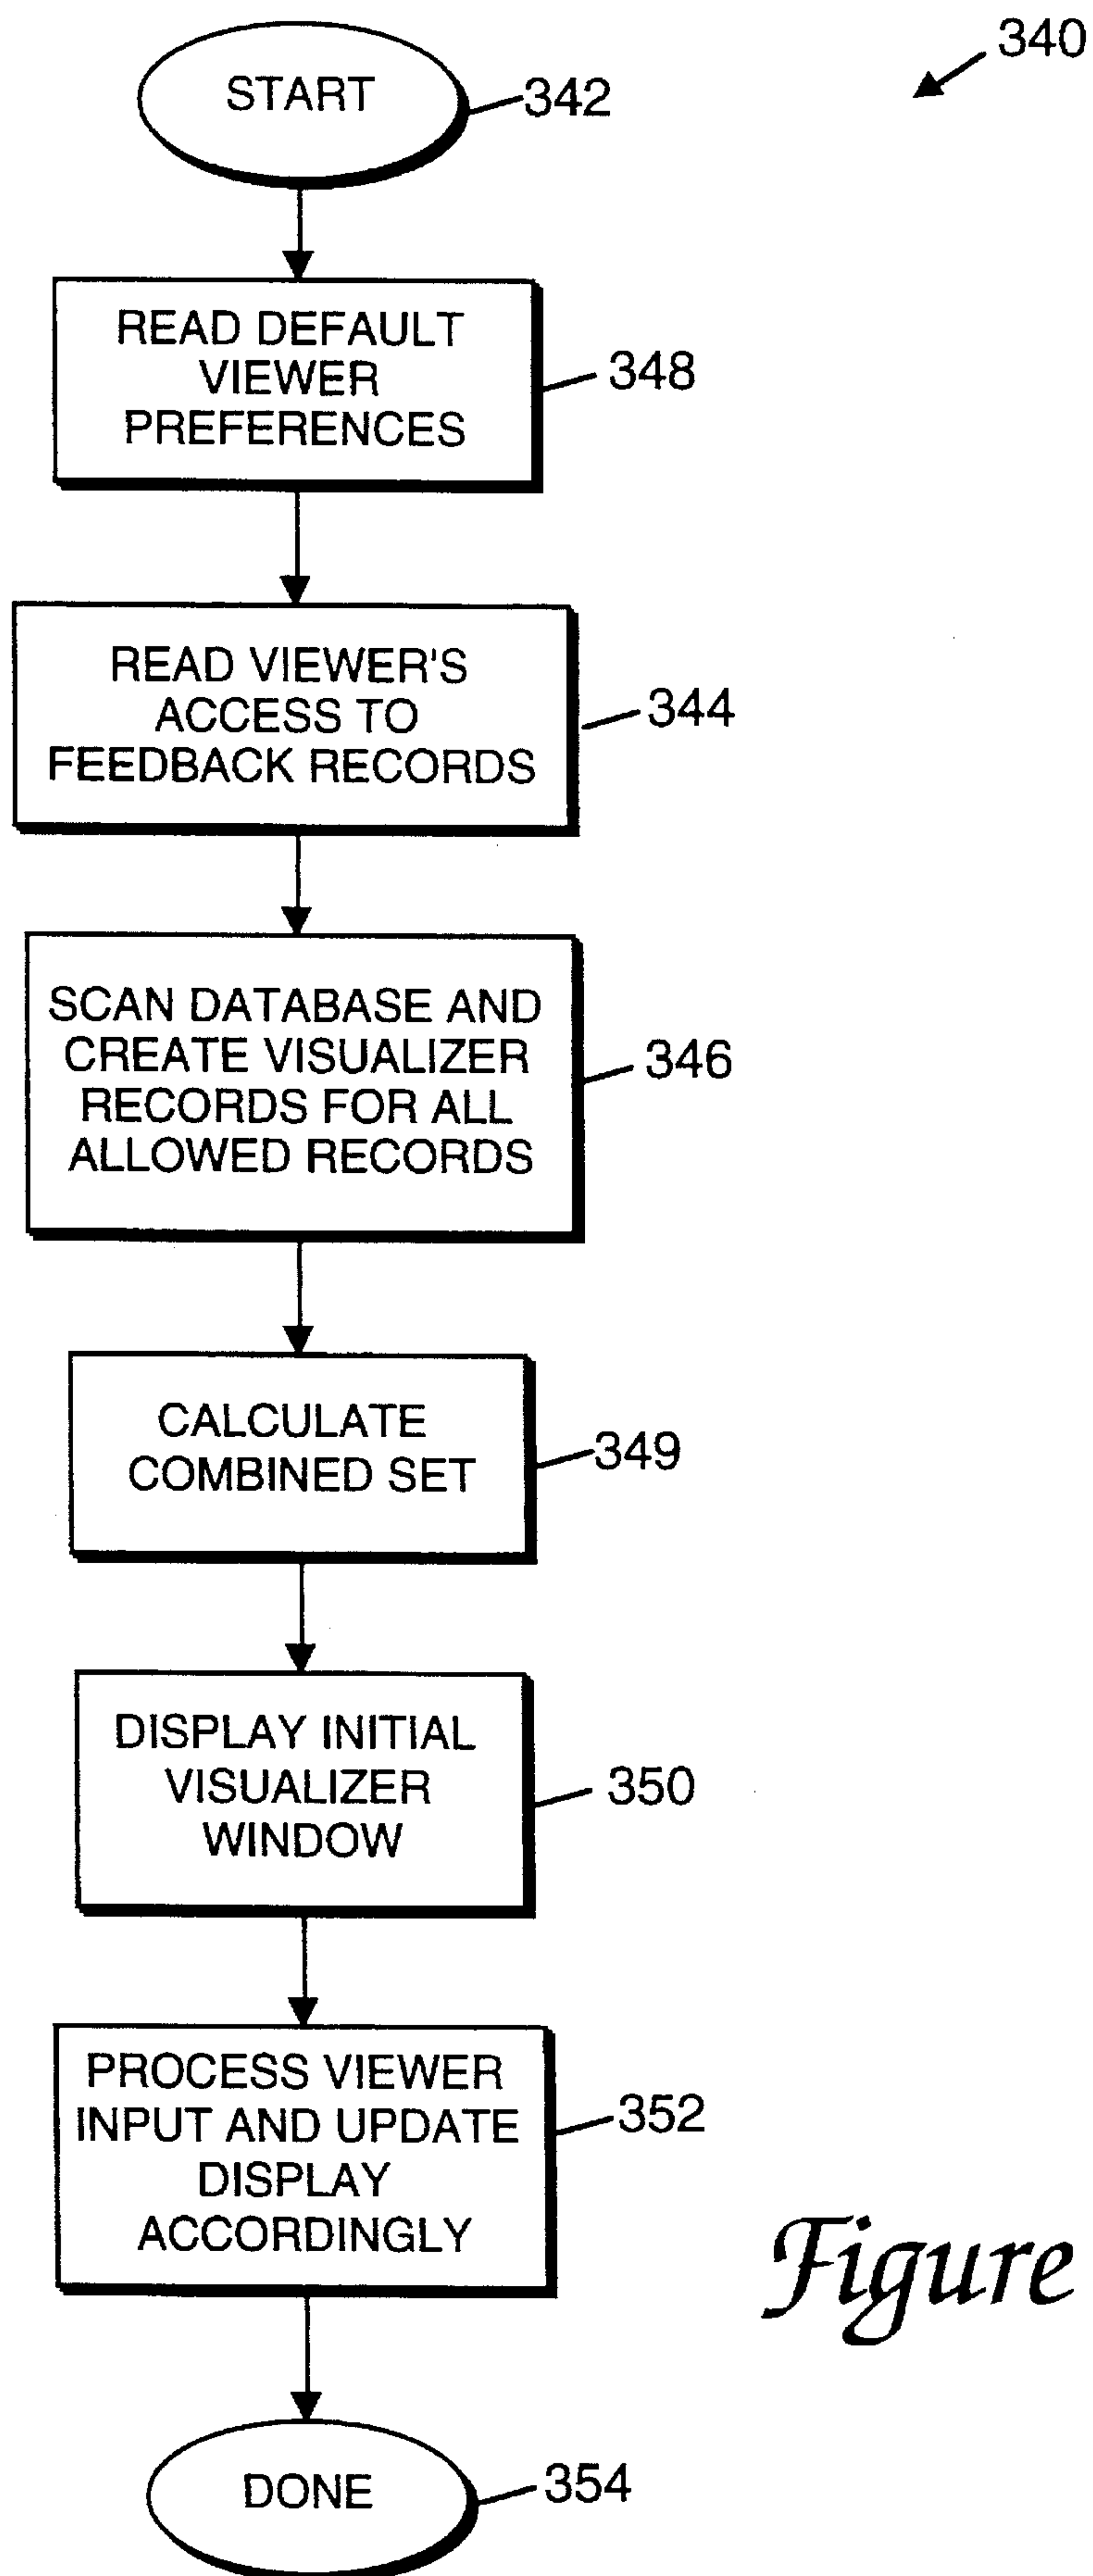 340
START
342
READ DEFAULT
VIEWER
PREFERENCES
348
READ VIEWER'S
ACCESS TO
FEEDBACK RECORDS
344
SCAN DATABASE AND
CREATE VISUALIZER
RECORDS FOR ALL
ALLOWED RECORDS
346
CALCULATE
COMBINED SET
349
DISPLAY INITIAL
VISUALIZER
WINDOW
350
PROCESS VIEWER
INPUT AND UPDATE
DISPLAY
ACCORDINGLY
352
Figure
DONE
354